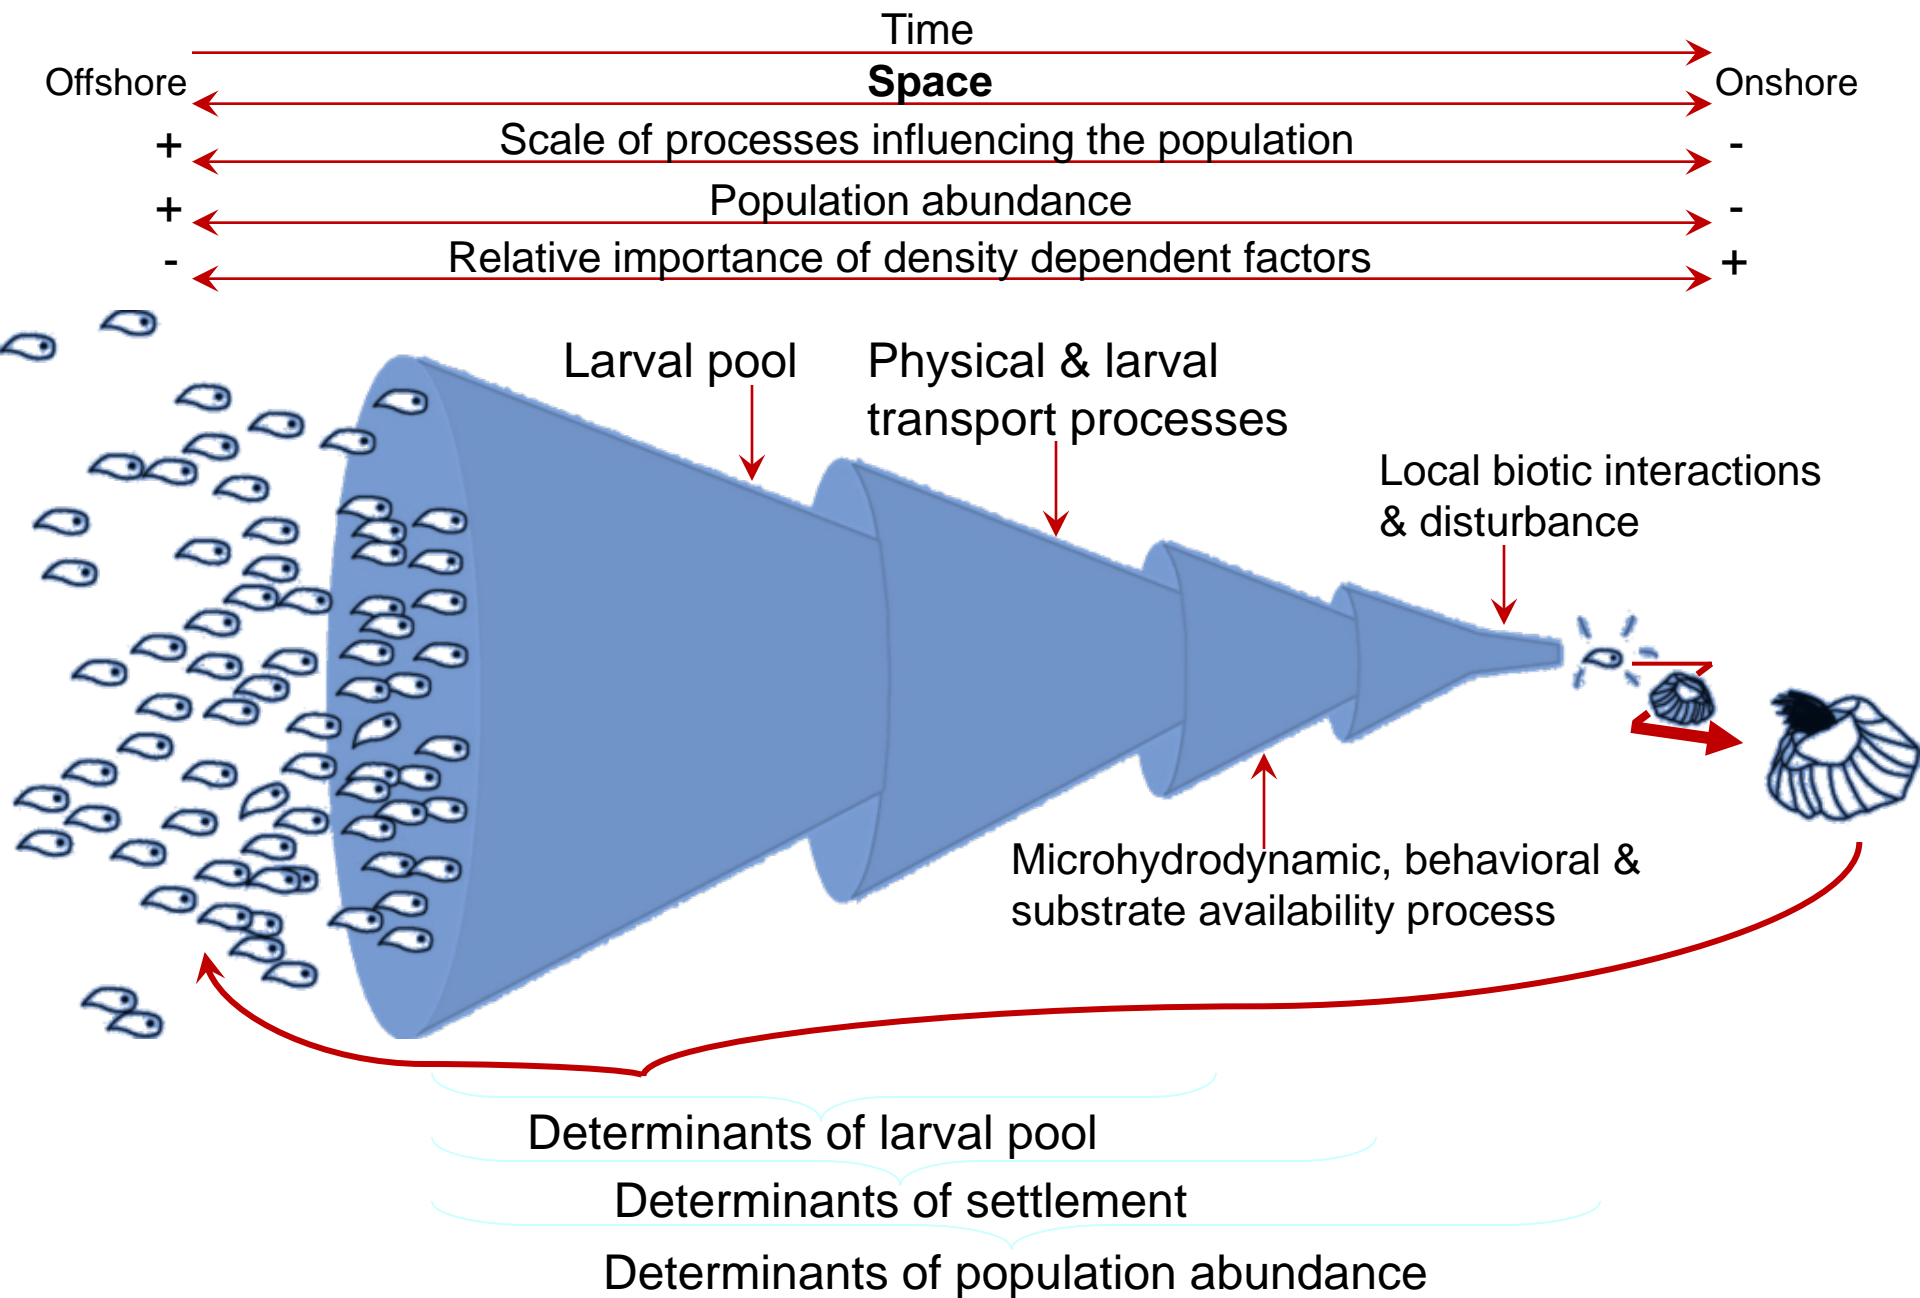 Time
Offshore
Space
Onshore
+
Scale of processes influencing the population
-
+
Population abundance
-
-
Relative importance of density dependent factors
+
Larval pool
Physical & larval
transport processes
Local biotic interactions
& disturbance
Microhydrodynamic, behavioral &
substrate availability process
Determinants of larval pool
Determinants of settlement
Determinants of population abundance